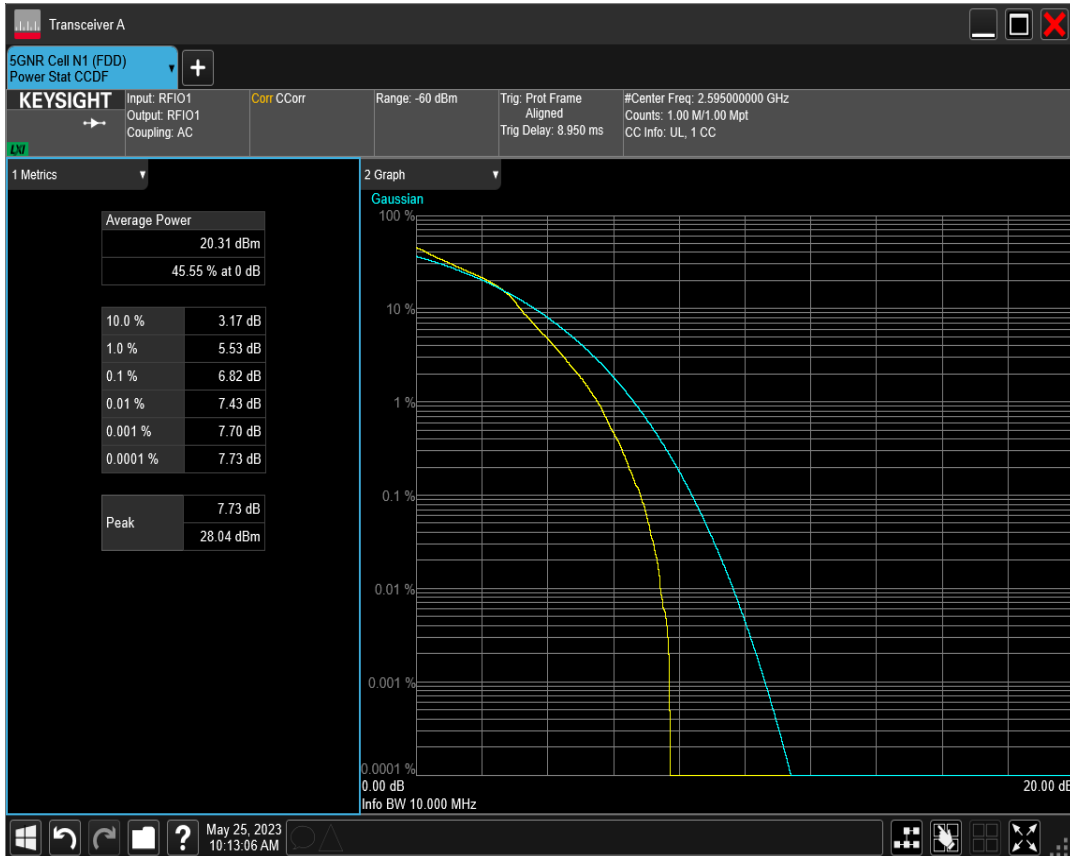 Transceiver A
5GNR Cell N1 (FDD)
Power Stat CCDF
+
KEYSIGHT
LXI
Input: RFIO1
Output: RFIO1
Coupling: AC
Corr CCorr
Range: -60 dBm
Trig: Prot Frame
Aligned
Trig Delay: 8.950 ms
#Center Freq: 2.595000000 GHz
Counts: 1.00 M/1.00 Mpt
CC Info: UL, 1 CC
1 Metrics
Average Power
20.31 dBm
45.55 % at 0 dB
10.0 % 3.17 dB
1.0 % 5.53 dB
0.1 % 6.82 dB
0.01 % 7.43 dB
0.001 % 7.70 dB
0.0001 % 7.73 dB
Peak
7.73 dB
28.04 dBm
2 Graph
Gaussian
100 %
10 %
1 %
0.1 %
0.01 %
0.001 %
0.0001 %
0.00 dB 20.00 dB
Info BW 10.000 MHz
?
May 25, 2023
10:13:06 AM